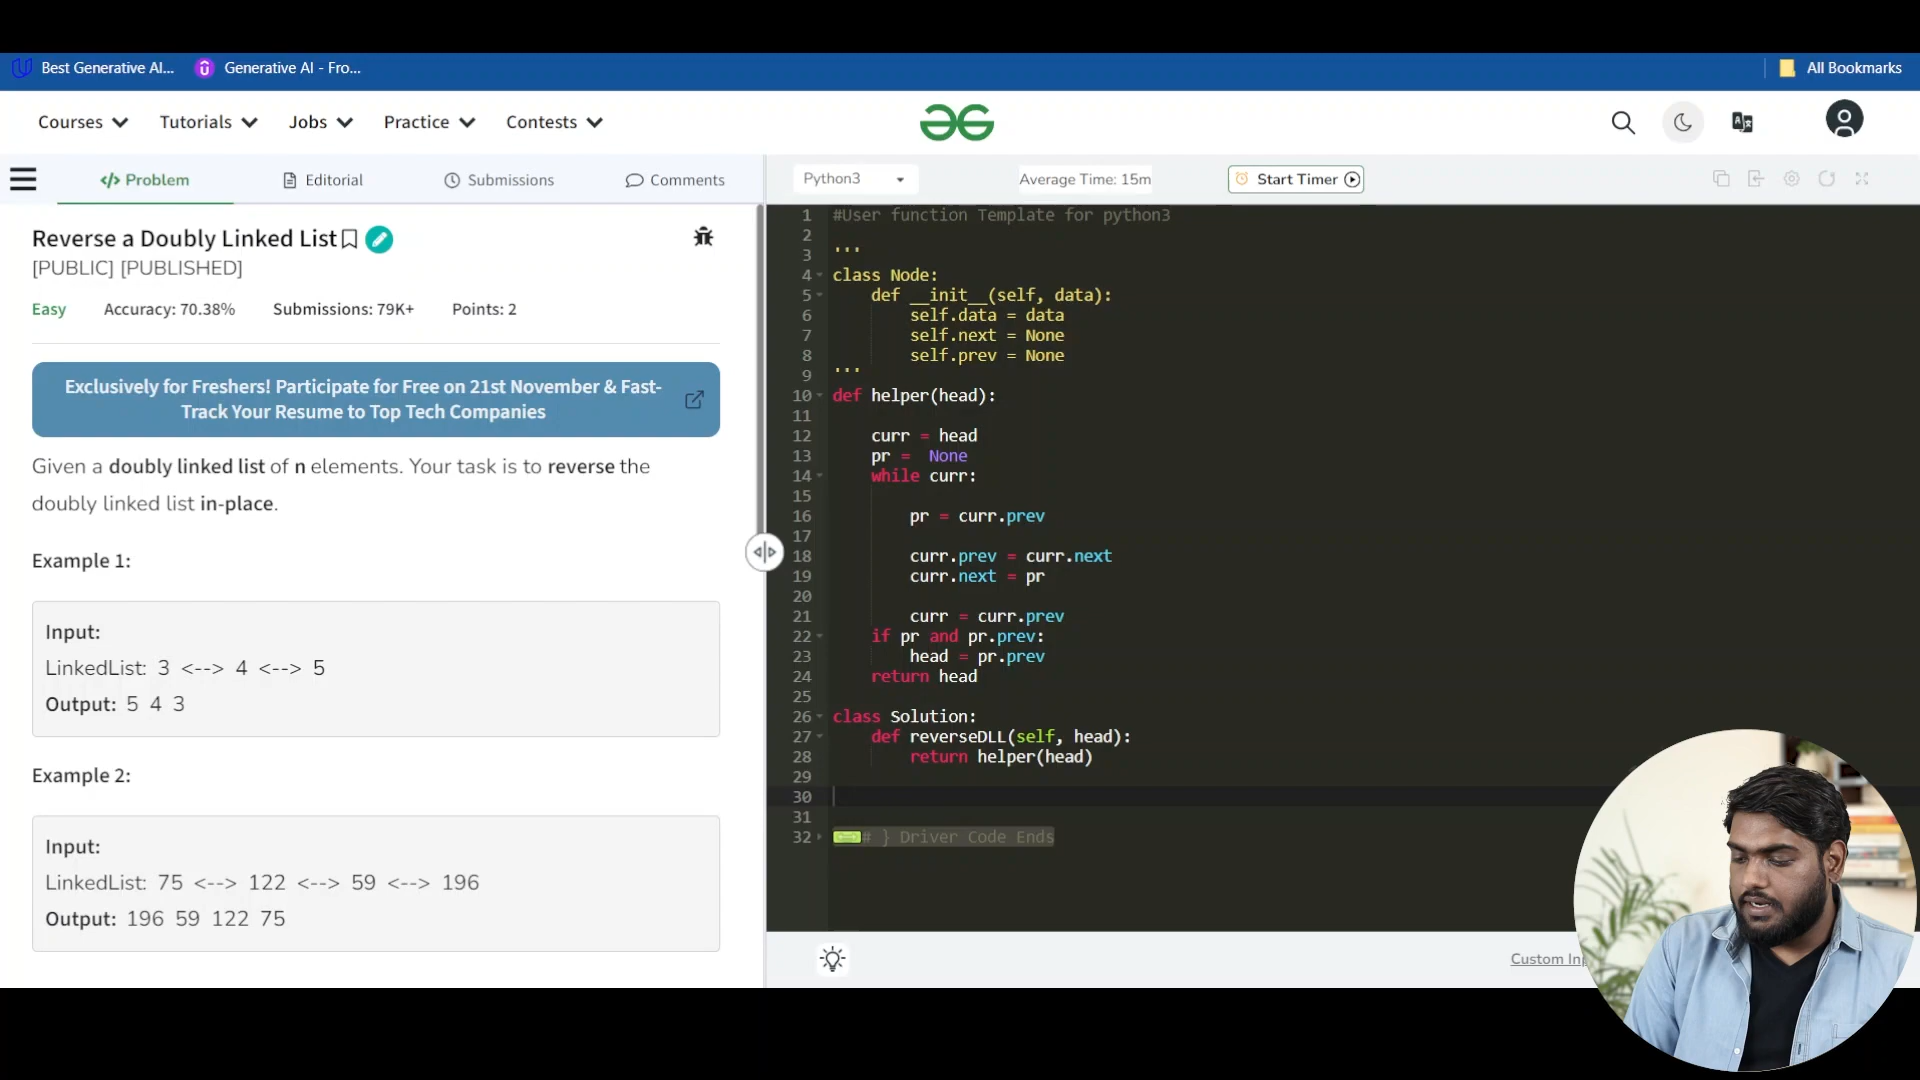 Best Generative AI...
Generative AI - Fro...
All Bookmarks
Courses
Tutorials
Jobs
Practice
Contests
Problem
Editorial
Submissions
Comments
Python3
Average Time: 15m
Start Timer
Reverse a Doubly Linked List
[PUBLIC] [PUBLISHED]
Easy
Accuracy: 70.38%
Submissions: 79K+
Points: 2
Exclusively for Freshers! Participate for Free on 21st November & Fast-
Track Your Resume to Top Tech Companies
Given a doubly linked list of n elements. Your task is to reverse the
doubly linked list in-place.
Example 1:
Input:
LinkedList: 3 <--> 4 <--> 5
Output: 5 4 3
Example 2:
Input:
LinkedList: 75 <--> 122 <--> 59 <--> 196
Output: 196 59 122 75
1 #User function Template for python3
2
3 '''
4 class Node:
5     def __init__(self, data):
6         self.data = data
7         self.next = None
8         self.prev = None
9 '''
10 def helper(head):
11
12     curr = head
13     pr =  None
14     while curr:
15
16         pr = curr.prev
17
18         curr.prev = curr.next
19         curr.next = pr
20
21         curr = curr.prev
22     if pr and pr.prev:
23         head = pr.prev
24     return head
25
26 class Solution:
27     def reverseDLL(self, head):
28         return helper(head)
29
30
31
32 # } Driver Code Ends
Custom